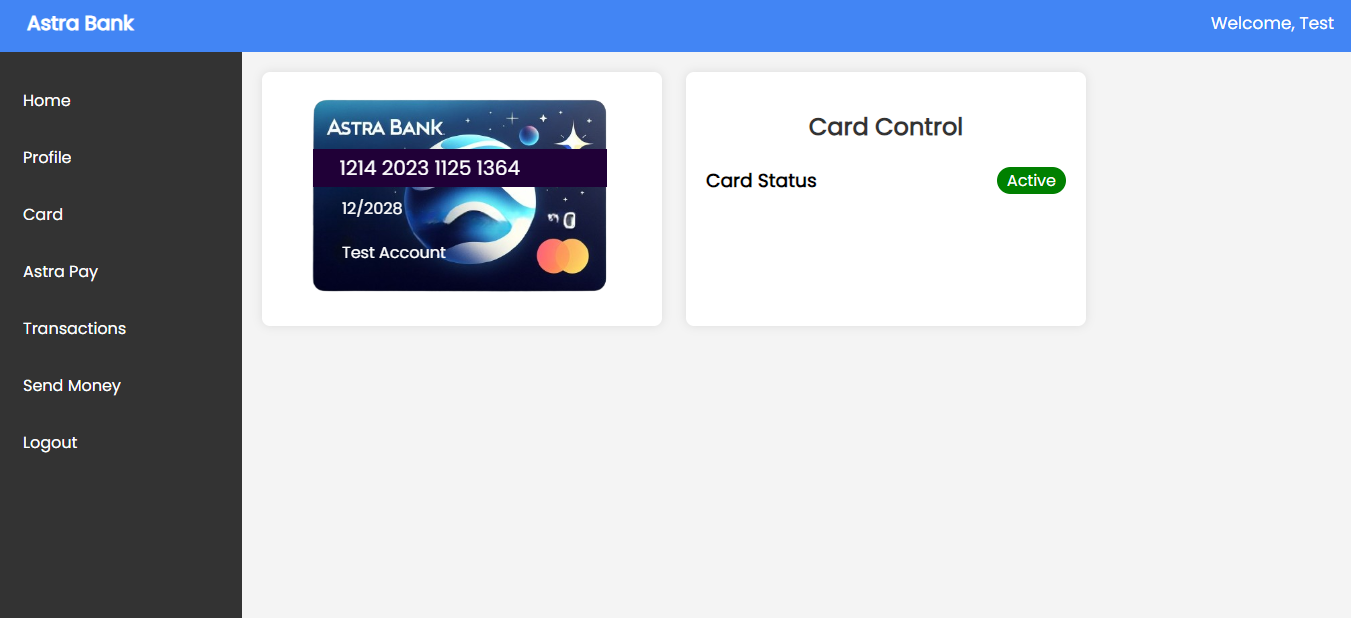 Astra Bank
Welcome, Test
Home
Profile
Card
Astra Pay
Transactions
Send Money
Logout
ASTRA BANK
1214 2023 1125 1364
12/2028
Test Account
Card Control
Card Status
Active